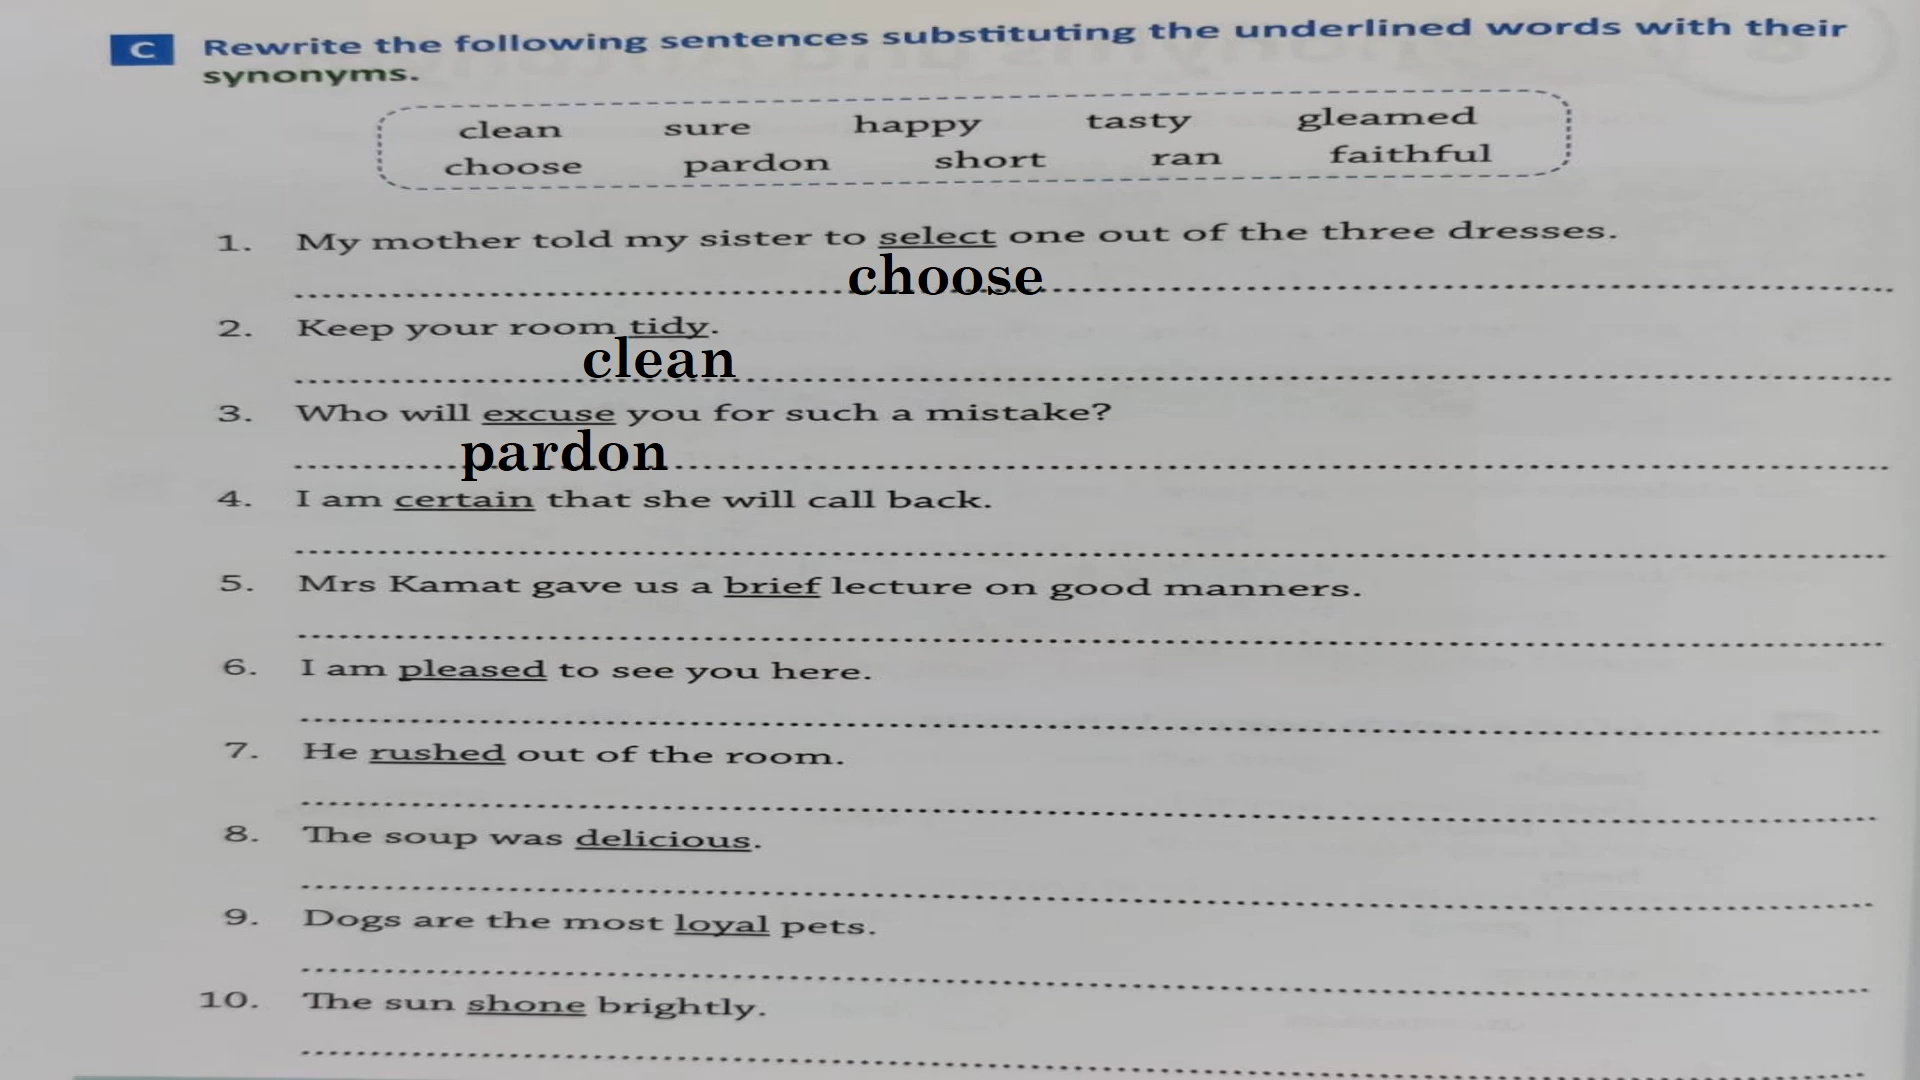 C Rewrite the following sentences substituting the underlined words with their
synonyms.
clean sure happy tasty gleamed
choose pardon short ran faithful
1. My mother told my sister to select one out of the three dresses.
choose
2. Keep your room tidy.
clean
3. Who will excuse you for such a mistake?
pardon
4. I am certain that she will call back.
5. Mrs Kamat gave us a brief lecture on good manners.
6. I am pleased to see you here.
7. He rushed out of the room.
8. The soup was delicious.
9. Dogs are the most loyal pets.
10. The sun shone brightly.